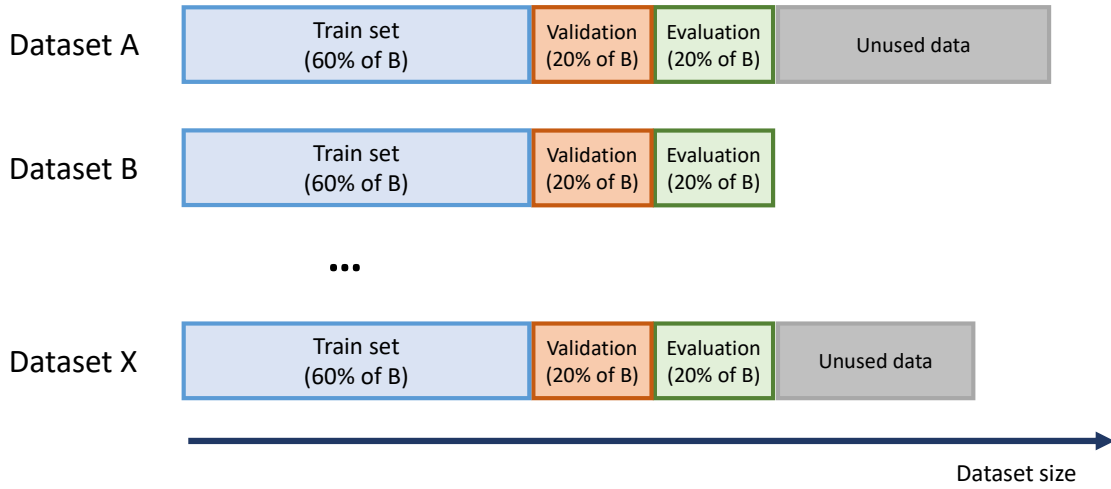 Dataset A
Train set
(60% of B)
Validation
(20% of B)
Evaluation
(20% of B)
Unused data
Dataset B
Train set
(60% of B)
Validation
(20% of B)
Evaluation
(20% of B)
...
Dataset X
Train set
(60% of B)
Validation
(20% of B)
Evaluation
(20% of B)
Unused data
Dataset size